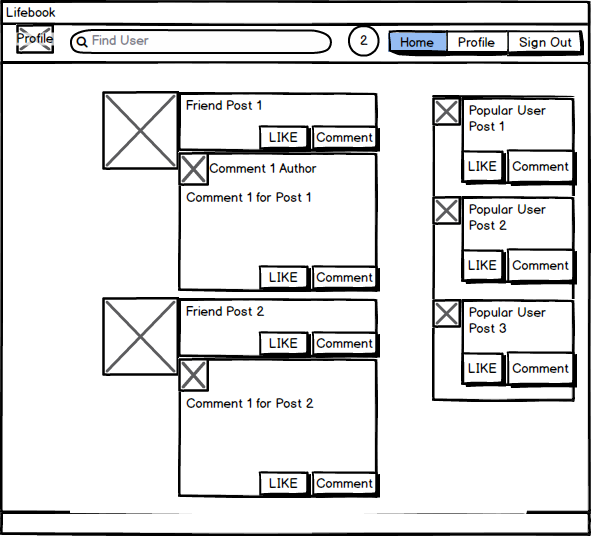 Lifebook
Profile
Find User
2
Home
Profile
Sign Out
Friend Post 1
LIKE
Comment
Comment 1 Author
Comment 1 for Post 1
LIKE
Comment
Friend Post 2
LIKE
Comment
Comment 1 for Post 2
LIKE
Comment
Popular User
Post 1
LIKE
Comment
Popular User
Post 2
LIKE
Comment
Popular User
Post 3
LIKE
Comment